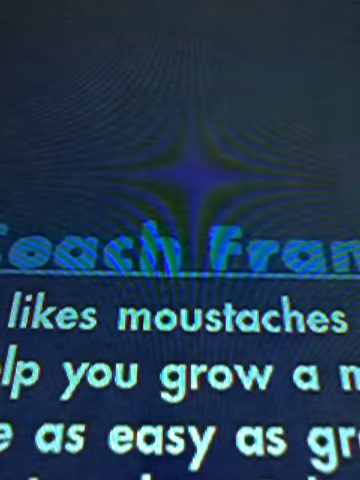 Coach Fran
likes moustaches
lp you grow a m
e as easy as gr